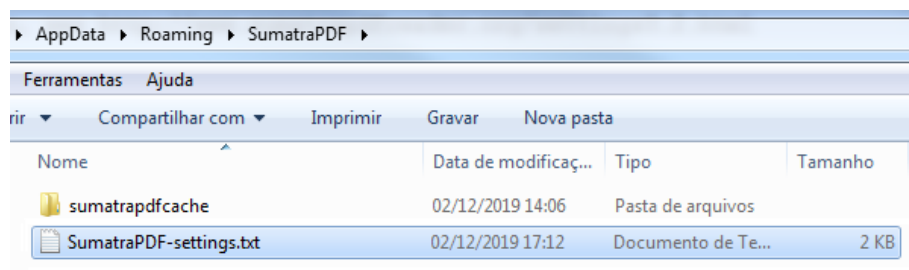 AppData Roaming SumatraPDF
Ferramentas Ajuda
rir Compartilhar com Imprimir Gravar Nova pasta
Nome Data de modificaç... Tipo Tamanho
sumatrapdfcache 02/12/2019 14:06 Pasta de arquivos
SumatraPDF-settings.txt 02/12/2019 17:12 Documento de Te... 2 KB